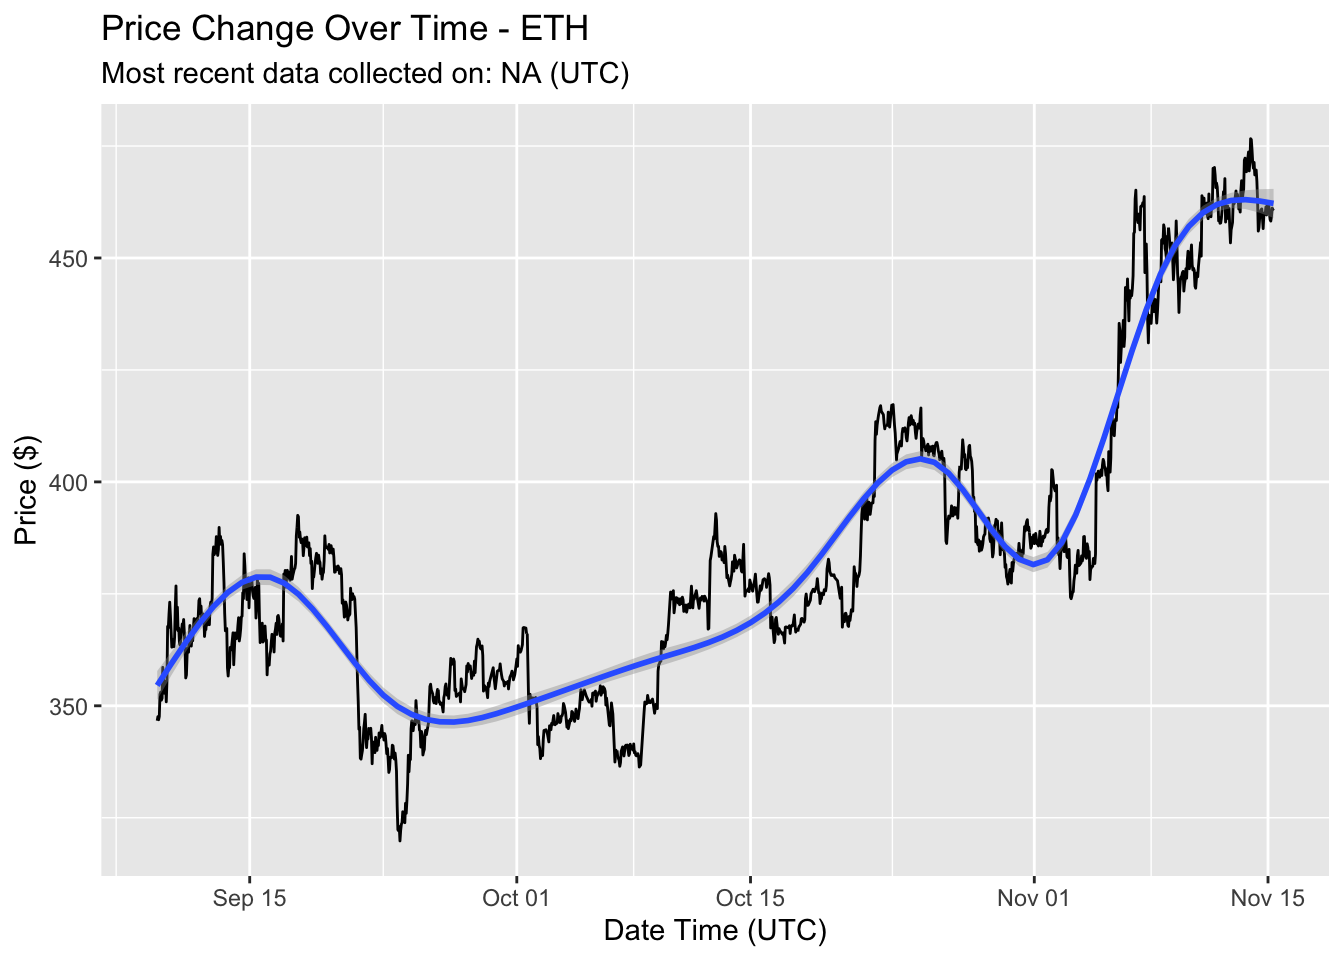 Price Change Over Time - ETH
Most recent data collected on: NA (UTC)
Price ($)
450
400
350
Sep 15
Oct 01
Oct 15
Nov 01
Nov 15
Date Time (UTC)